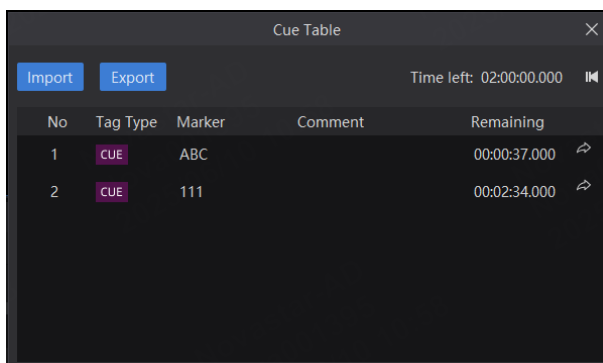 Cue Table
Import Export Time left: 02:00:00.000
No Tag Type Marker Comment Remaining
1 CUE ABC 00:00:37.000
2 CUE 111 00:02:34.000